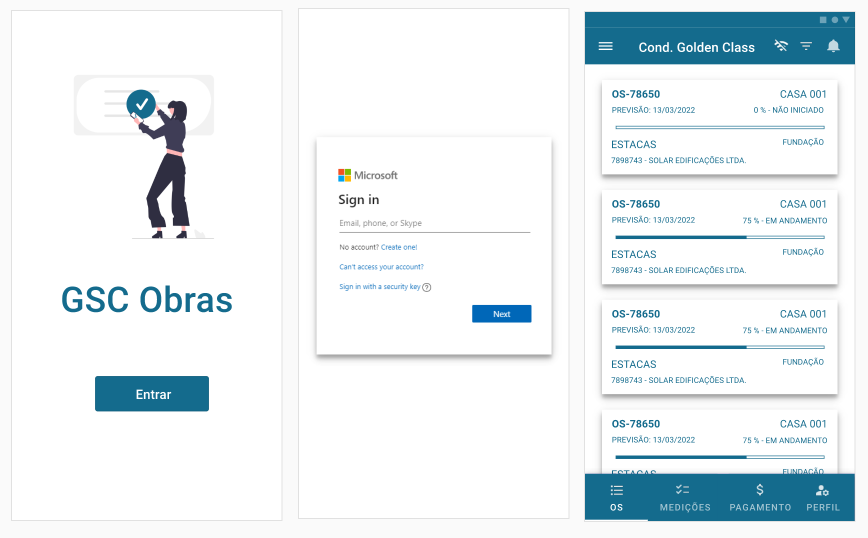 GSC Obras
Entrar
Microsoft
Sign in
Email, phone, or Skype
No account? Create one!
Can't access your account?
Sign in with a security key ?
Next
Cond. Golden Class
OS-78650 CASA 001
PREVISÃO: 13/03/2022 0 % - NÃO INICIADO
ESTACAS FUNDAÇÃO
7898743 - SOLAR EDIFICAÇÕES LTDA.
OS-78650 CASA 001
PREVISÃO: 13/03/2022 75 % - EM ANDAMENTO
ESTACAS FUNDAÇÃO
7898743 - SOLAR EDIFICAÇÕES LTDA.
OS-78650 CASA 001
PREVISÃO: 13/03/2022 75 % - EM ANDAMENTO
ESTACAS FUNDAÇÃO
7898743 - SOLAR EDIFICAÇÕES LTDA.
OS-78650 CASA 001
PREVISÃO: 13/03/2022 75 % - EM ANDAMENTO
ESTACAS FUNDAÇÃO
OS MEDIÇÕES PAGAMENTO PERFIL